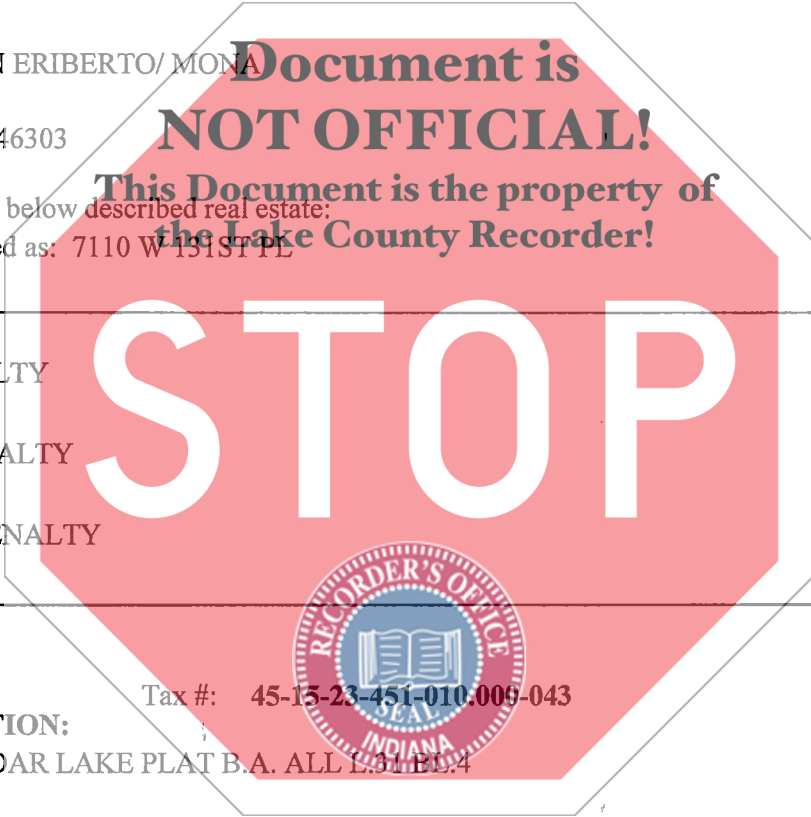 ERIBERTO/ MONA
Document is
NOT OFFICIAL!
46303
This Document is the property of
below described real estate:
the Lake County Recorder!
as: 7110 W 131ST PL
STOP
LTY
ALTY
NALTY
RECORDER'S OFFICE
SEAL
INDIANA
Tax #: 45-15-23-451-010.000-043
TION:
DAR LAKE PLAT B.A. ALL L.31 BL.4